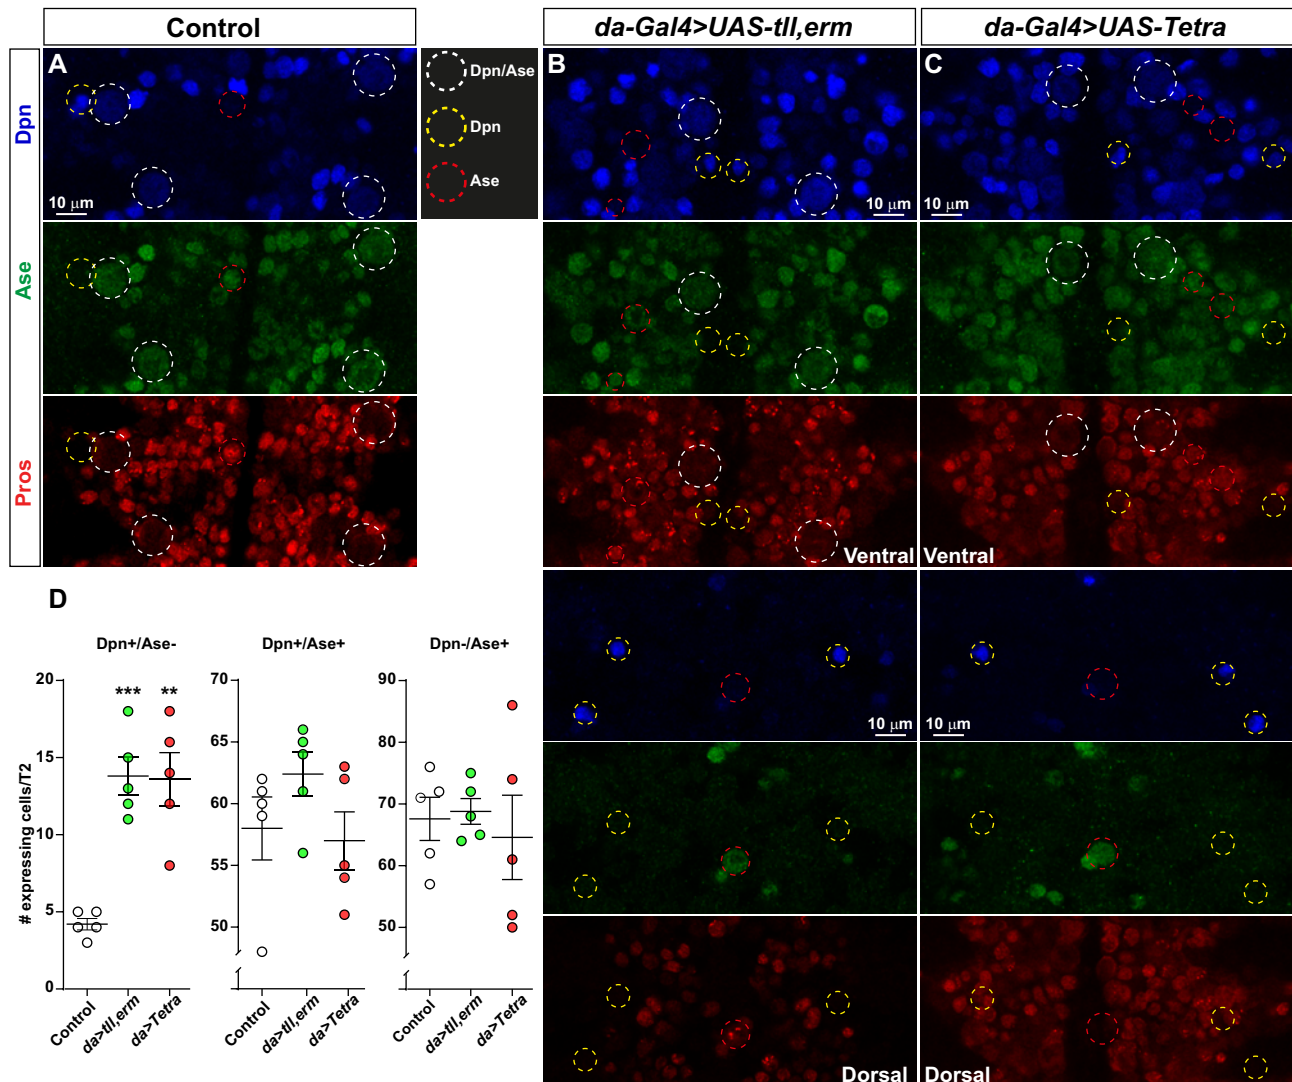 Control
da-Gal4>UAS-tll,erm
da-Gal4>UAS-Tetra
A
B
C
Dpn
Ase
Pros
Dpn/Ase
Dpn
Ase
10 μm
10 μm
10 μm
Ventral
Ventral
10 μm
10 μm
Dorsal
Dorsal
D
Dpn+/Ase-
Dpn+/Ase+
Dpn-/Ase+
# expressing cells/T2
20
15
10
5
0
*** **
Control
da>tll,erm
da>Tetra
70
65
60
55
50
Control
da>tll,erm
da>Tetra
90
80
70
60
50
Control
da>tll,erm
da>Tetra